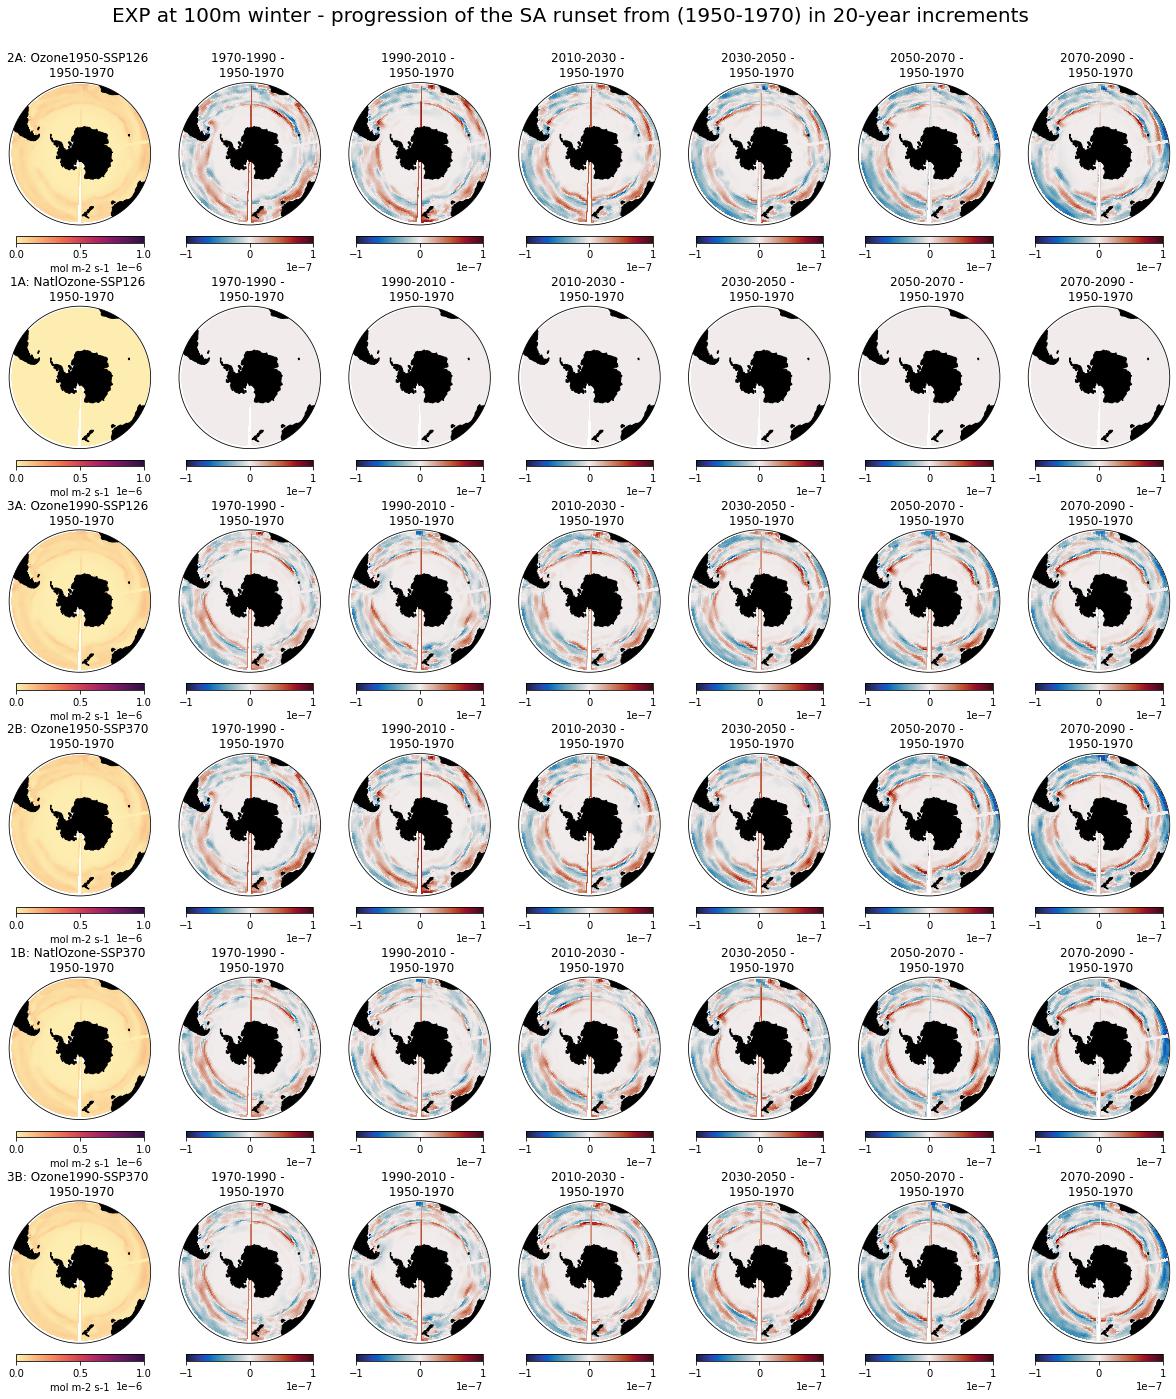 EXP at 100m winter - progression of the SA runset from (1950-1970) in 20-year increments
2A: Ozone1950-SSP126
1950-1970
1970-1990 -
1950-1970
1990-2010 -
1950-1970
2010-2030 -
1950-1970
2030-2050 -
1950-1970
2050-2070 -
1950-1970
2070-2090 -
1950-1970
0.0 0.5 1.0
mol m-2 s-1 1e−6
−1 0 1
1e−7
−1 0 1
1e−7
−1 0 1
1e−7
−1 0 1
1e−7
−1 0 1
1e−7
−1 0 1
1e−7
1A: NatlOzone-SSP126
1950-1970
1970-1990 -
1950-1970
1990-2010 -
1950-1970
2010-2030 -
1950-1970
2030-2050 -
1950-1970
2050-2070 -
1950-1970
2070-2090 -
1950-1970
0.0 0.5 1.0
mol m-2 s-1 1e−6
−1 0 1
1e−7
−1 0 1
1e−7
−1 0 1
1e−7
−1 0 1
1e−7
−1 0 1
1e−7
−1 0 1
1e−7
3A: Ozone1990-SSP126
1950-1970
1970-1990 -
1950-1970
1990-2010 -
1950-1970
2010-2030 -
1950-1970
2030-2050 -
1950-1970
2050-2070 -
1950-1970
2070-2090 -
1950-1970
0.0 0.5 1.0
mol m-2 s-1 1e−6
−1 0 1
1e−7
−1 0 1
1e−7
−1 0 1
1e−7
−1 0 1
1e−7
−1 0 1
1e−7
−1 0 1
1e−7
2B: Ozone1950-SSP370
1950-1970
1970-1990 -
1950-1970
1990-2010 -
1950-1970
2010-2030 -
1950-1970
2030-2050 -
1950-1970
2050-2070 -
1950-1970
2070-2090 -
1950-1970
0.0 0.5 1.0
mol m-2 s-1 1e−6
−1 0 1
1e−7
−1 0 1
1e−7
−1 0 1
1e−7
−1 0 1
1e−7
−1 0 1
1e−7
−1 0 1
1e−7
1B: NatlOzone-SSP370
1950-1970
1970-1990 -
1950-1970
1990-2010 -
1950-1970
2010-2030 -
1950-1970
2030-2050 -
1950-1970
2050-2070 -
1950-1970
2070-2090 -
1950-1970
0.0 0.5 1.0
mol m-2 s-1 1e−6
−1 0 1
1e−7
−1 0 1
1e−7
−1 0 1
1e−7
−1 0 1
1e−7
−1 0 1
1e−7
−1 0 1
1e−7
3B: Ozone1990-SSP370
1950-1970
1970-1990 -
1950-1970
1990-2010 -
1950-1970
2010-2030 -
1950-1970
2030-2050 -
1950-1970
2050-2070 -
1950-1970
2070-2090 -
1950-1970
0.0 0.5 1.0
mol m-2 s-1 1e−6
−1 0 1
1e−7
−1 0 1
1e−7
−1 0 1
1e−7
−1 0 1
1e−7
−1 0 1
1e−7
−1 0 1
1e−7